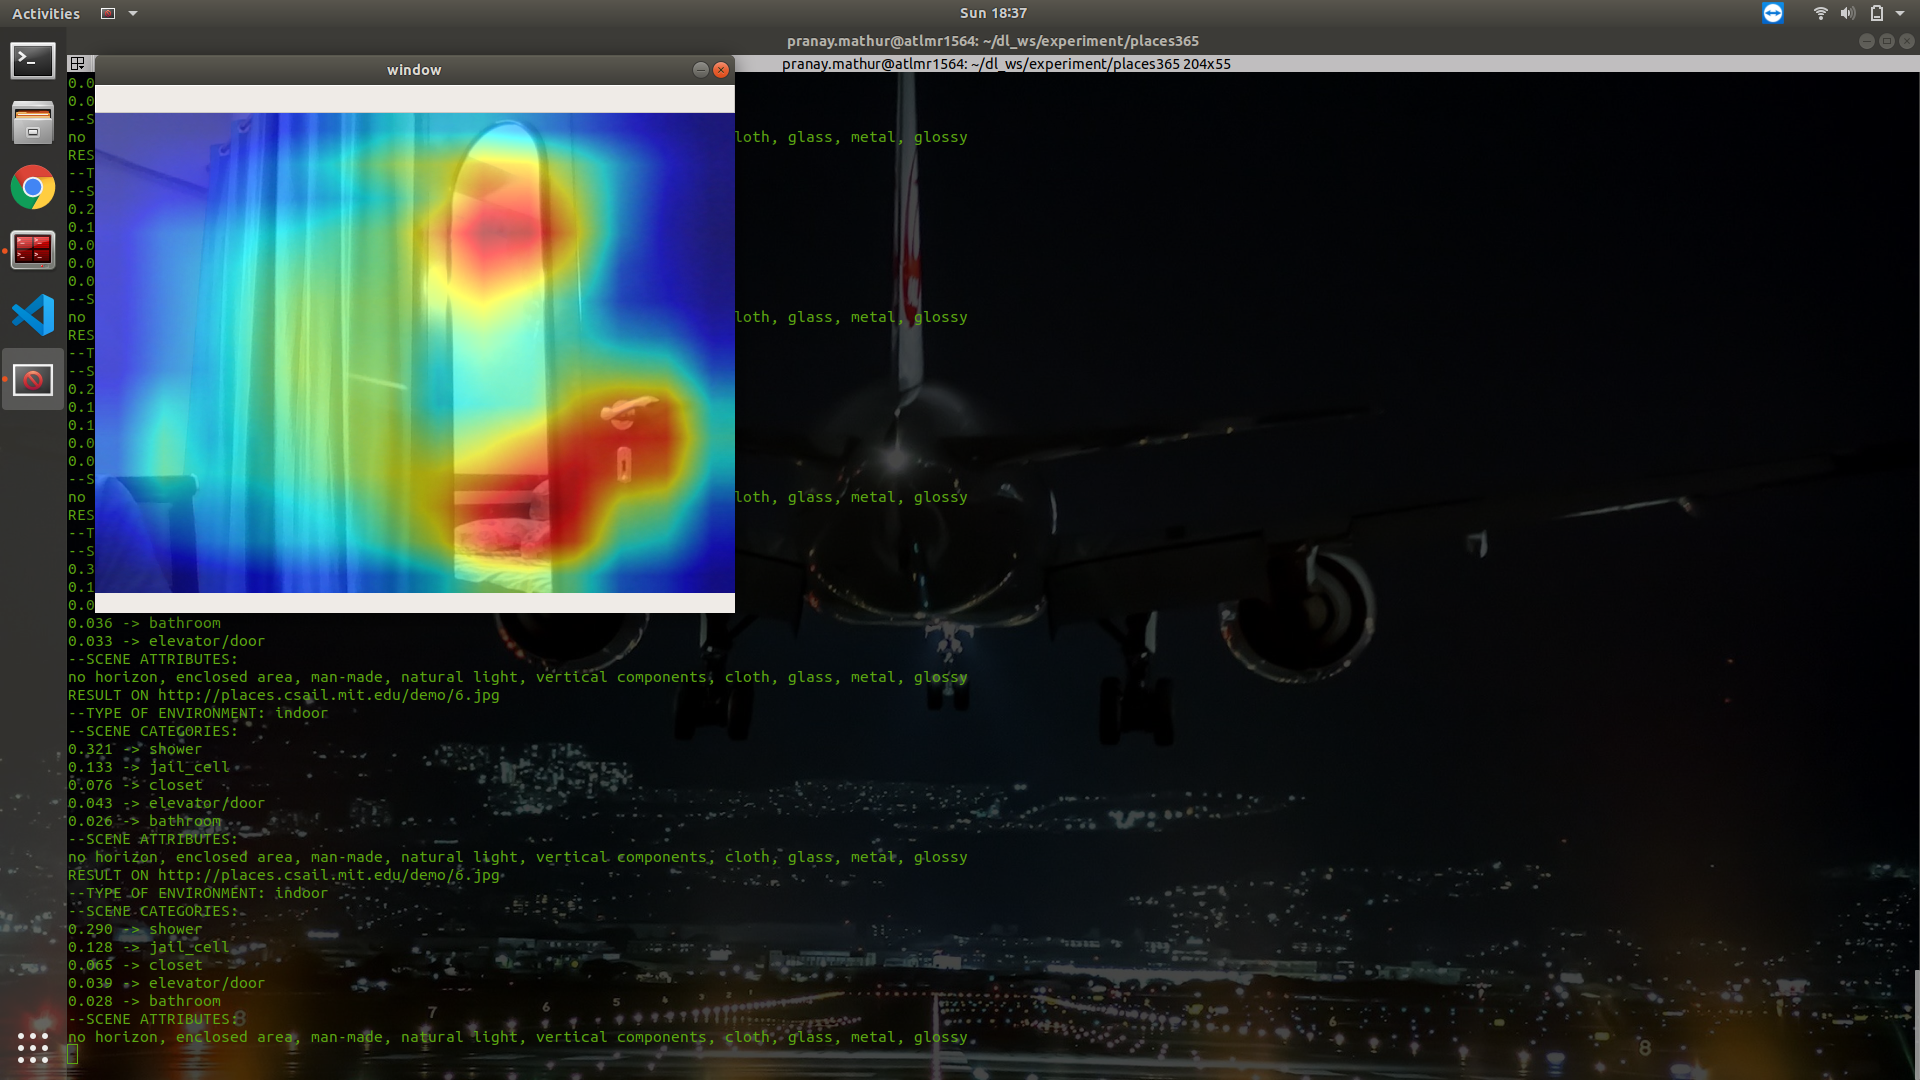 Activities
Sun 18:37
pranay.mathur@atlmr1564: ~/dl_ws/experiment/places365
pranay.mathur@atlmr1564: ~/dl_ws/experiment/places365 204x55
window
0.0
0.0
--S
no loth, glass, metal, glossy
RES
--T
--S
0.2
0.1
0.0
0.0
0.0
--S
no loth, glass, metal, glossy
RES
--T
--S
0.2
0.1
0.1
0.0
0.0
--S
no loth, glass, metal, glossy
RES
--T
--S
0.3
0.1
0.0
0.036 -> bathroom
0.033 -> elevator/door
--SCENE ATTRIBUTES:
no horizon, enclosed area, man-made, natural light, vertical components, cloth, glass, metal, glossy
RESULT ON http://places.csail.mit.edu/demo/6.jpg
--TYPE OF ENVIRONMENT: indoor
--SCENE CATEGORIES:
0.321 -> shower
0.133 -> jail_cell
0.076 -> closet
0.043 -> elevator/door
0.026 -> bathroom
--SCENE ATTRIBUTES:
no horizon, enclosed area, man-made, natural light, vertical components, cloth, glass, metal, glossy
RESULT ON http://places.csail.mit.edu/demo/6.jpg
--TYPE OF ENVIRONMENT: indoor
--SCENE CATEGORIES:
0.290 -> shower
0.128 -> jail_cell
0.065 -> closet
0.039 -> elevator/door
0.028 -> bathroom
--SCENE ATTRIBUTES:
no horizon, enclosed area, man-made, natural light, vertical components, cloth, glass, metal, glossy